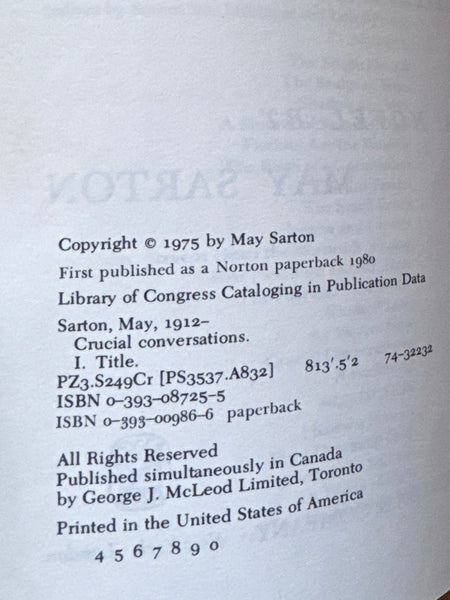 Copyright © 1975 by May Sarton
First published as a Norton paperback 1980
Library of Congress Cataloging in Publication Data
Sarton, May, 1912–
Crucial conversations.
I. Title.
PZ3.S249Cr [PS3537.A832] 813'.5'2 74-32232
ISBN 0-393-08725-5
ISBN 0-393-00986-6 paperback
All Rights Reserved
Published simultaneously in Canada
by George J. McLeod Limited, Toronto
Printed in the United States of America
4 5 6 7 8 9 0